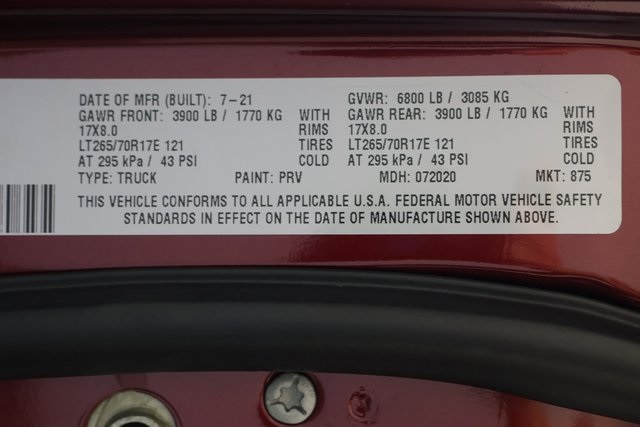 DATE OF MFR (BUILT): 7-21 GVWR: 6800 LB / 3085 KG
GAWR FRONT: 3900 LB / 1770 KG WITH GAWR REAR: 3900 LB / 1770 KG WITH
17X8.0 RIMS 17X8.0 RIMS
LT265/70R17E 121 TIRES LT265/70R17E 121 TIRES
AT 295 kPa / 43 PSI COLD AT 295 kPa / 43 PSI COLD
TYPE: TRUCK PAINT: PRV MDH: 072020 MKT: 875
THIS VEHICLE CONFORMS TO ALL APPLICABLE U.S.A. FEDERAL MOTOR VEHICLE SAFETY
STANDARDS IN EFFECT ON THE DATE OF MANUFACTURE SHOWN ABOVE.